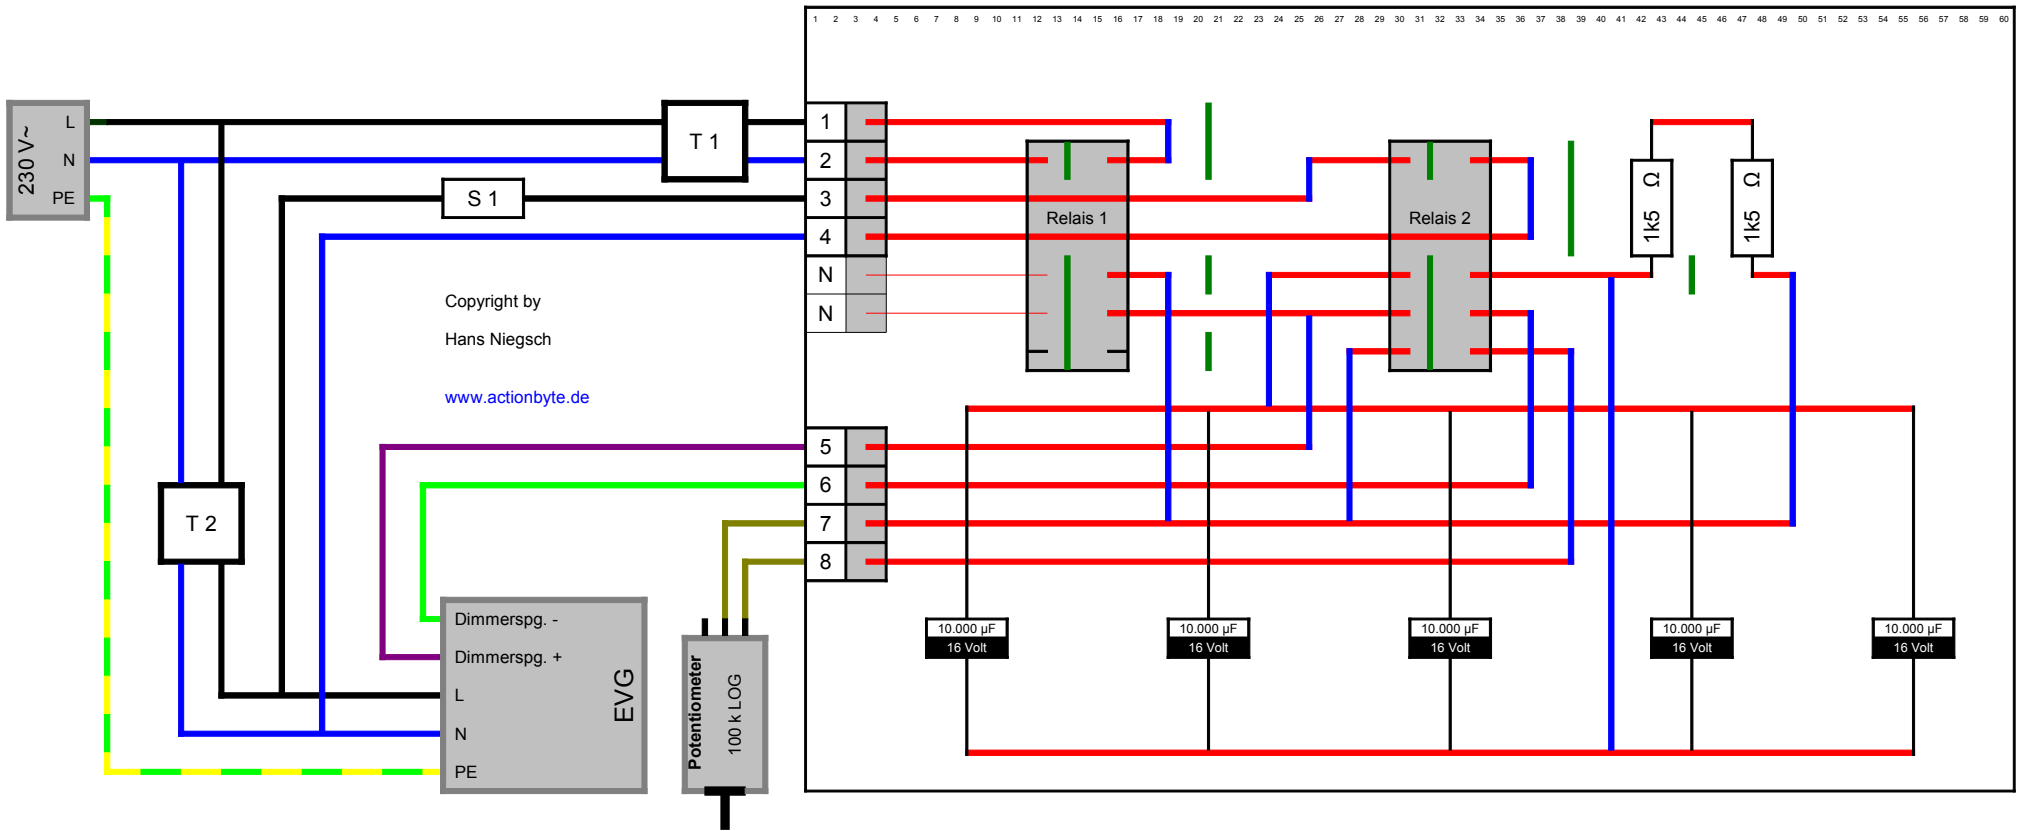 1 2 3 4 5 6 7 8 9 10 11 12 13 14 15 16 17 18 19 20 21 22 23 24 25 26 27 28 29 30 31 32 33 34 35 36 37 38 39 40 41 42 43 44 45 46 47 48 49 50 51 52 53 54 55 56 57 58 59 60
230 V~
L
N
PE
T 1
S 1
1
2
3
4
N
N
Relais 1
Relais 2
1k5 Ω
1k5 Ω
Copyright by
Hans Niegsch
www.actionbyte.de
5
6
7
8
T 2
Dimmerspg. -
Dimmerspg. +
L
N
PE
EVG
Potentiometer
100 k LOG
10.000 µF
16 Volt
10.000 µF
16 Volt
10.000 µF
16 Volt
10.000 µF
16 Volt
10.000 µF
16 Volt